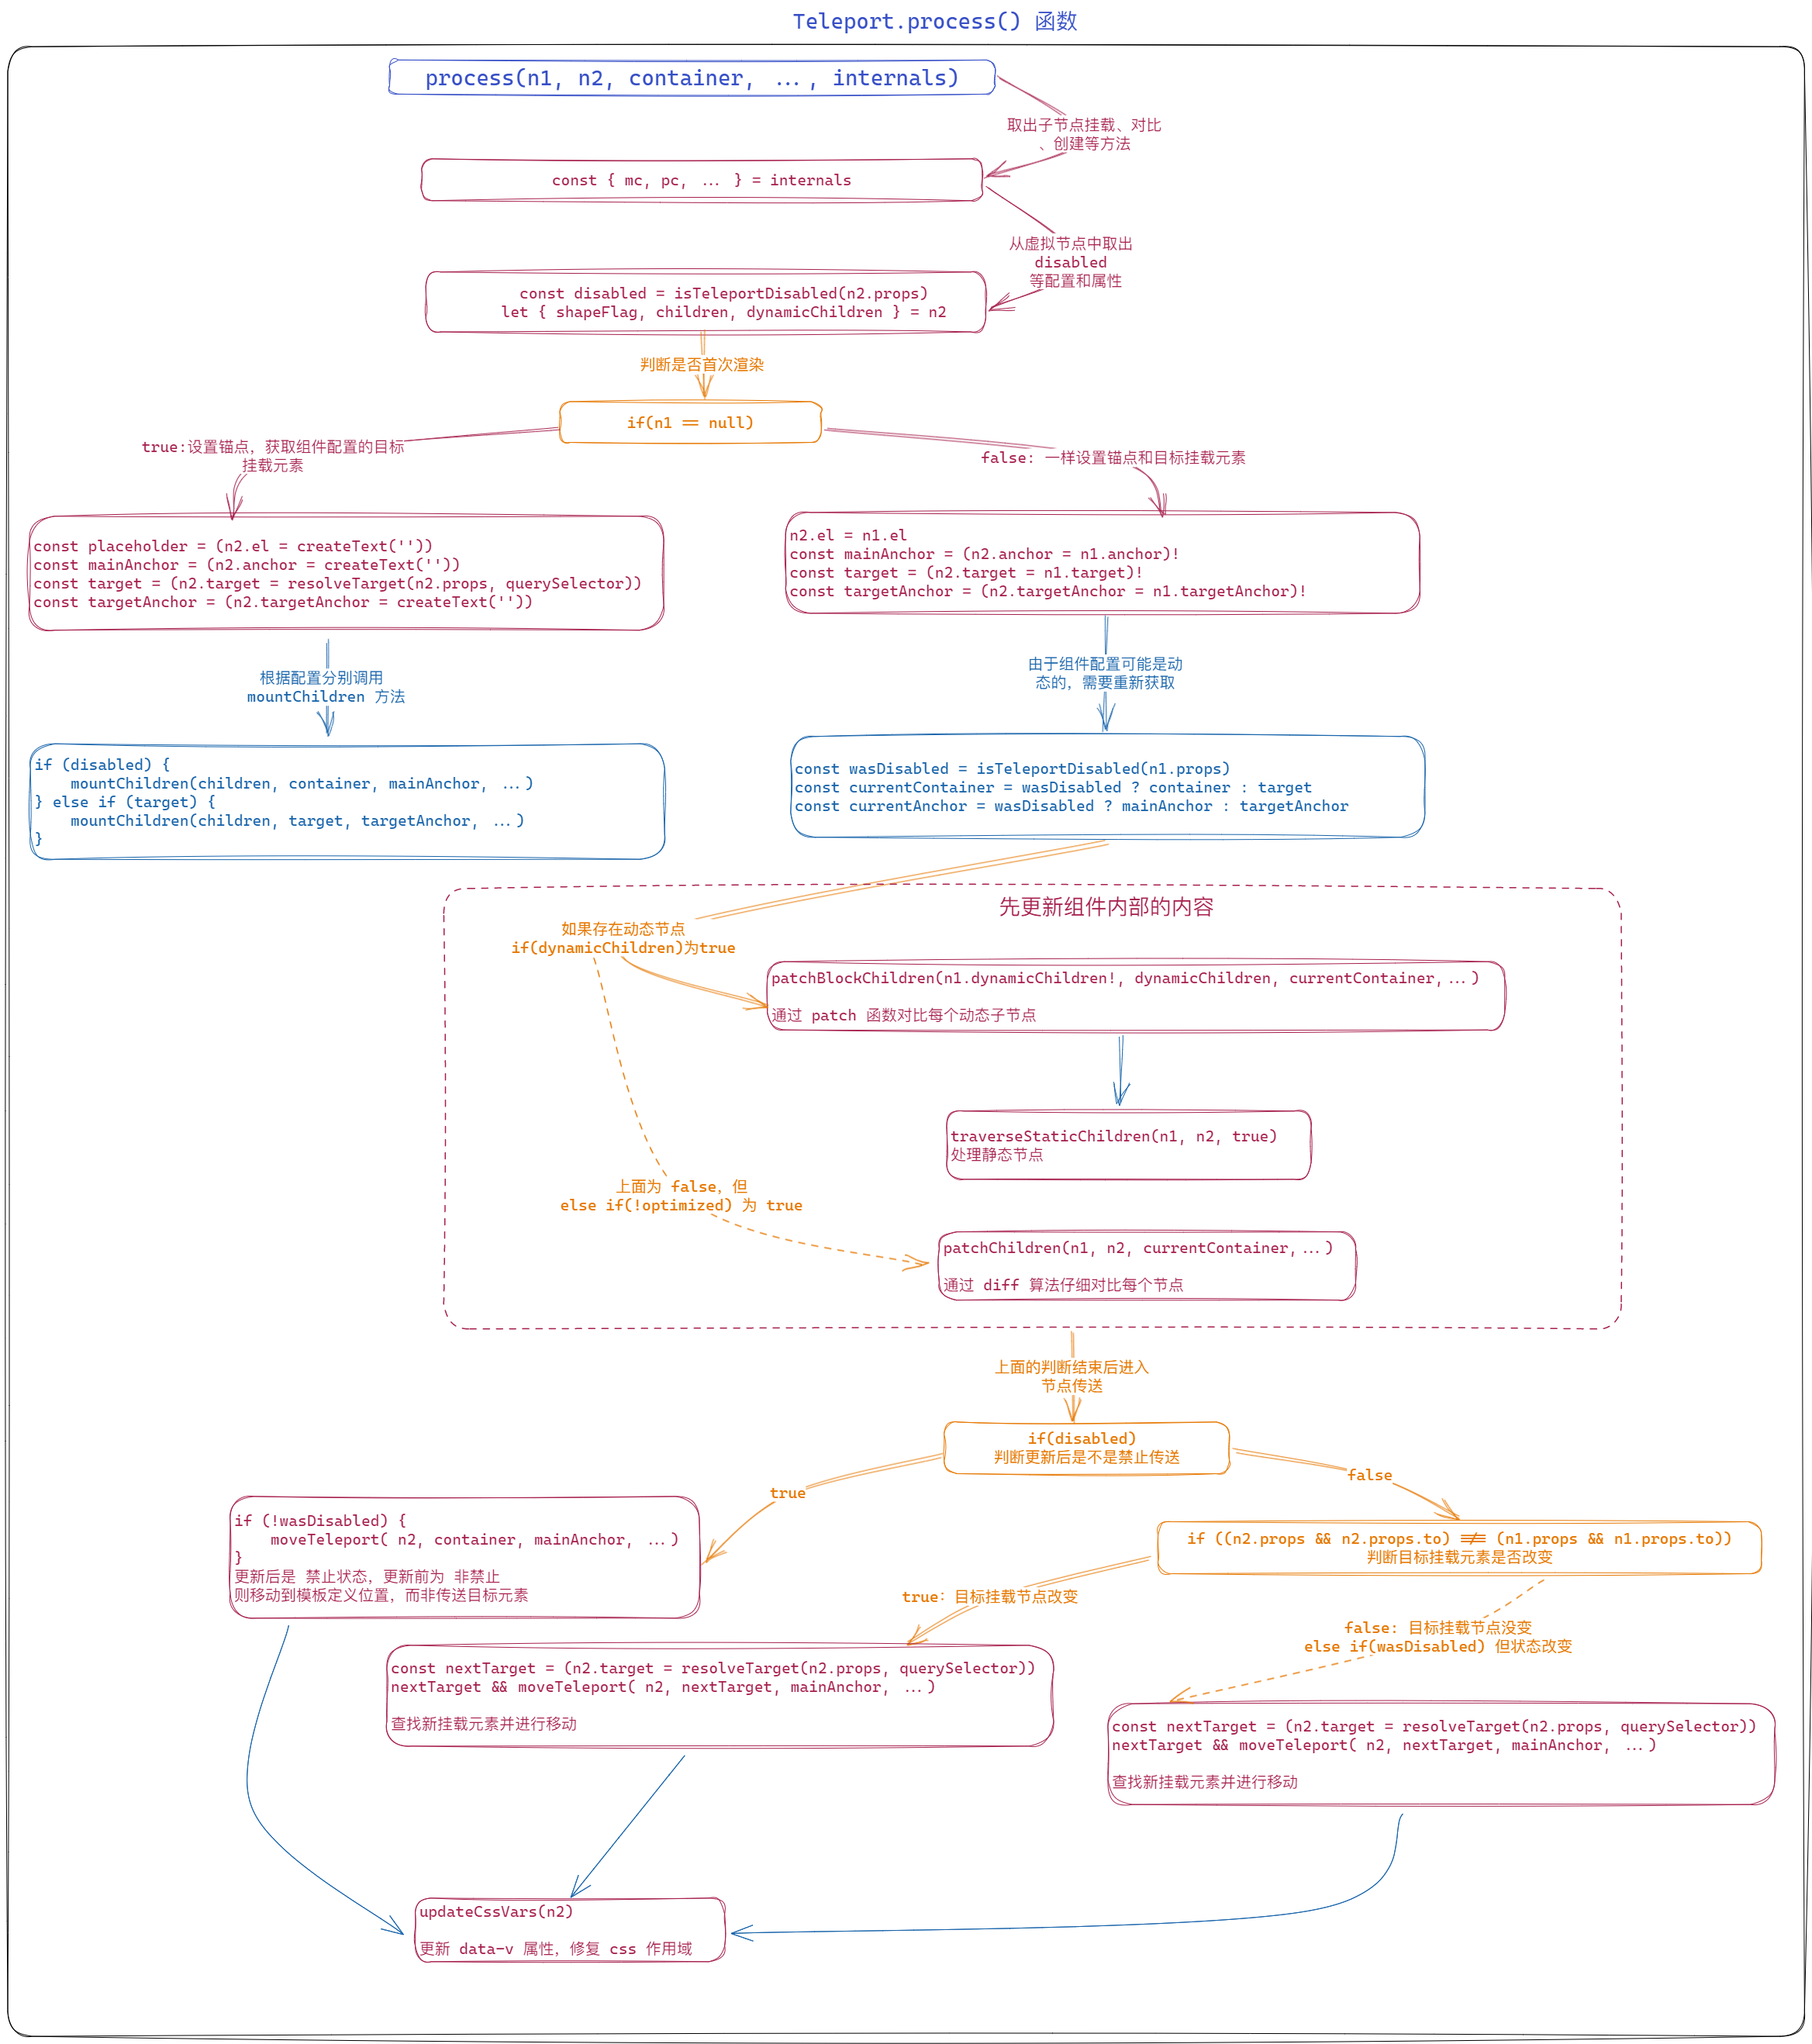 Teleport.process() 函数
process(n1, n2, container, ..., internals)
取出子节点挂载、对比
、创建等方法
const { mc, pc, ... } = internals
从虚拟节点中取出
disabled
等配置和属性
const disabled = isTeleportDisabled(n2.props)
let { shapeFlag, children, dynamicChildren } = n2
判断是否首次渲染
if(n1 == null)
true:设置锚点，获取组件配置的目标
挂载元素
false: 一样设置锚点和目标挂载元素
const placeholder = (n2.el = createText(''))
const mainAnchor = (n2.anchor = createText(''))
const target = (n2.target = resolveTarget(n2.props, querySelector))
const targetAnchor = (n2.targetAnchor = createText(''))
n2.el = n1.el
const mainAnchor = (n2.anchor = n1.anchor)!
const target = (n2.target = n1.target)!
const targetAnchor = (n2.targetAnchor = n1.targetAnchor)!
根据配置分别调用
mountChildren 方法
由于组件配置可能是动
态的，需要重新获取
if (disabled) {
mountChildren(children, container, mainAnchor, ...)
} else if (target) {
mountChildren(children, target, targetAnchor, ...)
}
const wasDisabled = isTeleportDisabled(n1.props)
const currentContainer = wasDisabled ? container : target
const currentAnchor = wasDisabled ? mainAnchor : targetAnchor
先更新组件内部的内容
如果存在动态节点
if(dynamicChildren)为true
patchBlockChildren(n1.dynamicChildren!, dynamicChildren, currentContainer,...)
通过 patch 函数对比每个动态子节点
traverseStaticChildren(n1, n2, true)
处理静态节点
上面为 false，但
else if(!optimized) 为 true
patchChildren(n1, n2, currentContainer,...)
通过 diff 算法仔细对比每个节点
上面的判断结束后进入
节点传送
if(disabled)
判断更新后是不是禁止传送
true
false
if (!wasDisabled) {
moveTeleport( n2, container, mainAnchor, ...)
}
更新后是 禁止状态，更新前为 非禁止
则移动到模板定义位置，而非传送目标元素
if ((n2.props && n2.props.to) !== (n1.props && n1.props.to))
判断目标挂载元素是否改变
true: 目标挂载节点改变
false: 目标挂载节点没变
else if(wasDisabled) 但状态改变
const nextTarget = (n2.target = resolveTarget(n2.props, querySelector))
nextTarget && moveTeleport( n2, nextTarget, mainAnchor, ...)
查找新挂载元素并进行移动
const nextTarget = (n2.target = resolveTarget(n2.props, querySelector))
nextTarget && moveTeleport( n2, nextTarget, mainAnchor, ...)
查找新挂载元素并进行移动
updateCssVars(n2)
更新 data-v 属性，修复 css 作用域